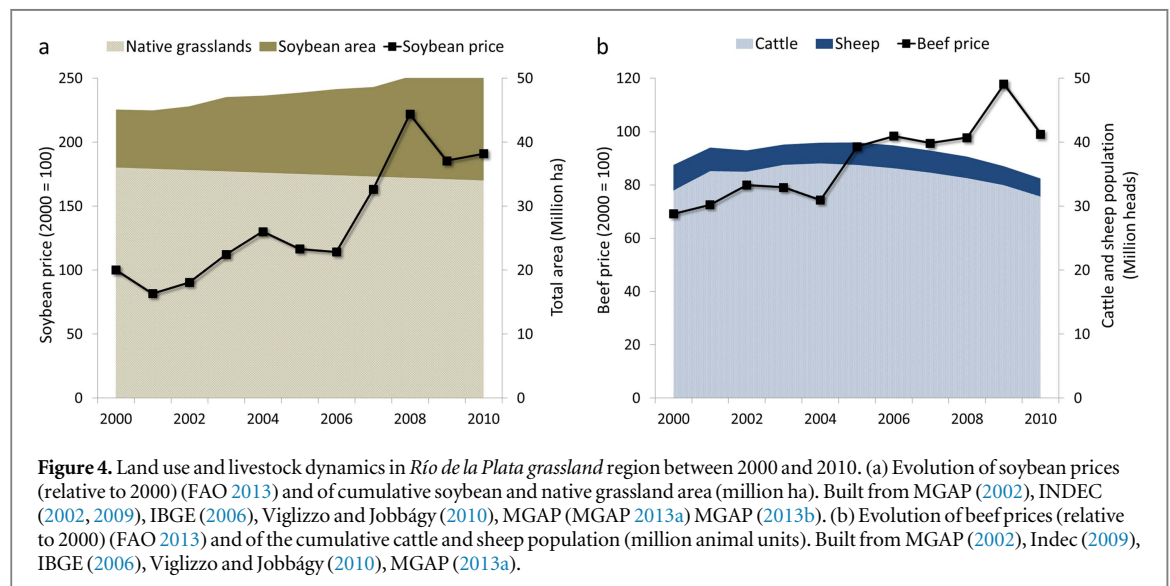 a
Native grasslands Soybean area Soybean price
250
200
150
100
50
0
Soybean price (2000 = 100)
50
40
30
20
10
0
Total area (Million ha)
2000 2002 2004 2006 2008 2010
b
Cattle Sheep Beef price
120
100
80
60
40
20
0
Beef price (2000 = 100)
50
40
30
20
10
0
Cattle and sheep population
(Million heads)
2000 2002 2004 2006 2008 2010
Figure 4. Land use and livestock dynamics in Río de la Plata grassland region between 2000 and 2010. (a) Evolution of soybean prices
(relative to 2000) (FAO 2013) and of cumulative soybean and native grassland area (million ha). Built from MGAP (2002), INDEC
(2002, 2009), IBGE (2006), Viglizzo and Jobbágy (2010), MGAP (MGAP 2013a) MGAP (2013b). (b) Evolution of beef prices (relative
to 2000) (FAO 2013) and of the cumulative cattle and sheep population (million animal units). Built from MGAP (2002), Indec (2009),
IBGE (2006), Viglizzo and Jobbágy (2010), MGAP (2013a).